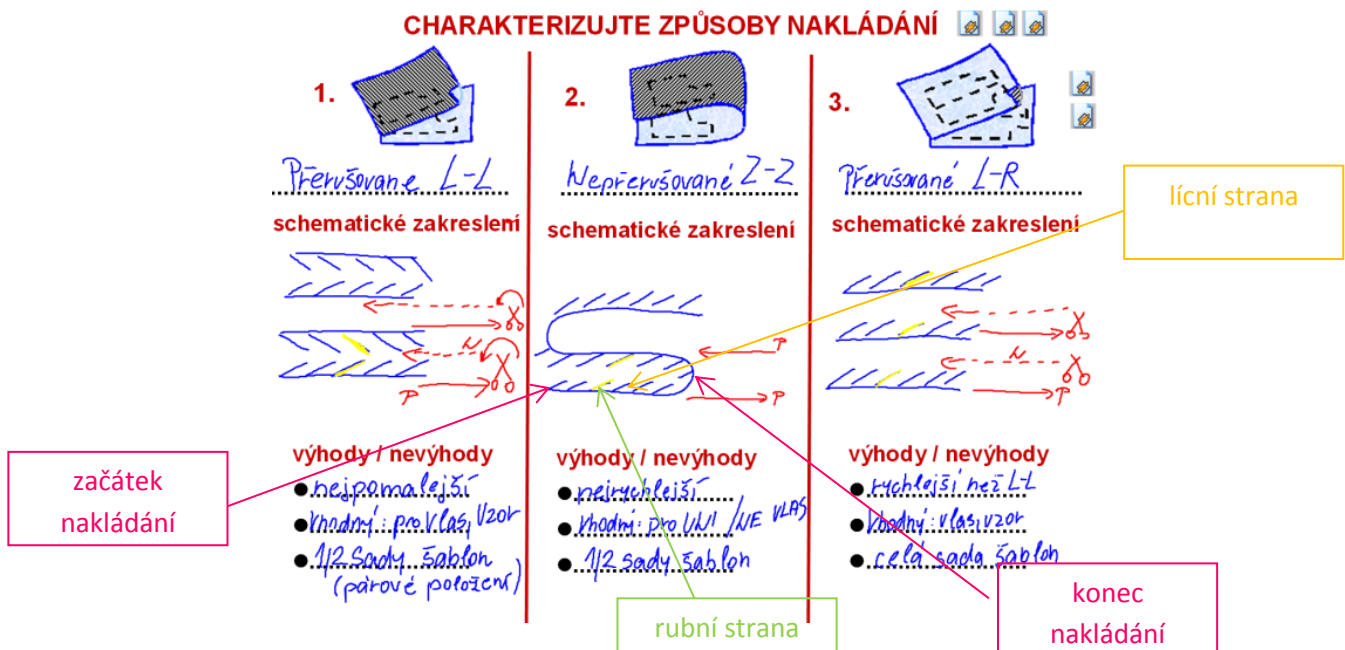 CHARAKTERIZUJTE ZPŮSOBY NAKLÁDÁNÍ
1.
Přerušované L-L
schematické zakreslení
N
P
výhody / nevýhody
nejpomalejší
vhodný: pro vlas, vzor
1/2 sady šablon
(párové položení)
2.
Nepřerušované Z-Z
schematické zakreslení
P
P
výhody / nevýhody
nejrychlejší
vhodný: pro UNI / NE VLAS
1/2 sady šablon
3.
Přerušované L-R
schematické zakreslení
N
P
výhody / nevýhody
rychlejší než L-L
vhodný: vlas, vzor
celá sada šablon
lícní strana
začátek
nakládání
rubní strana
konec
nakládání